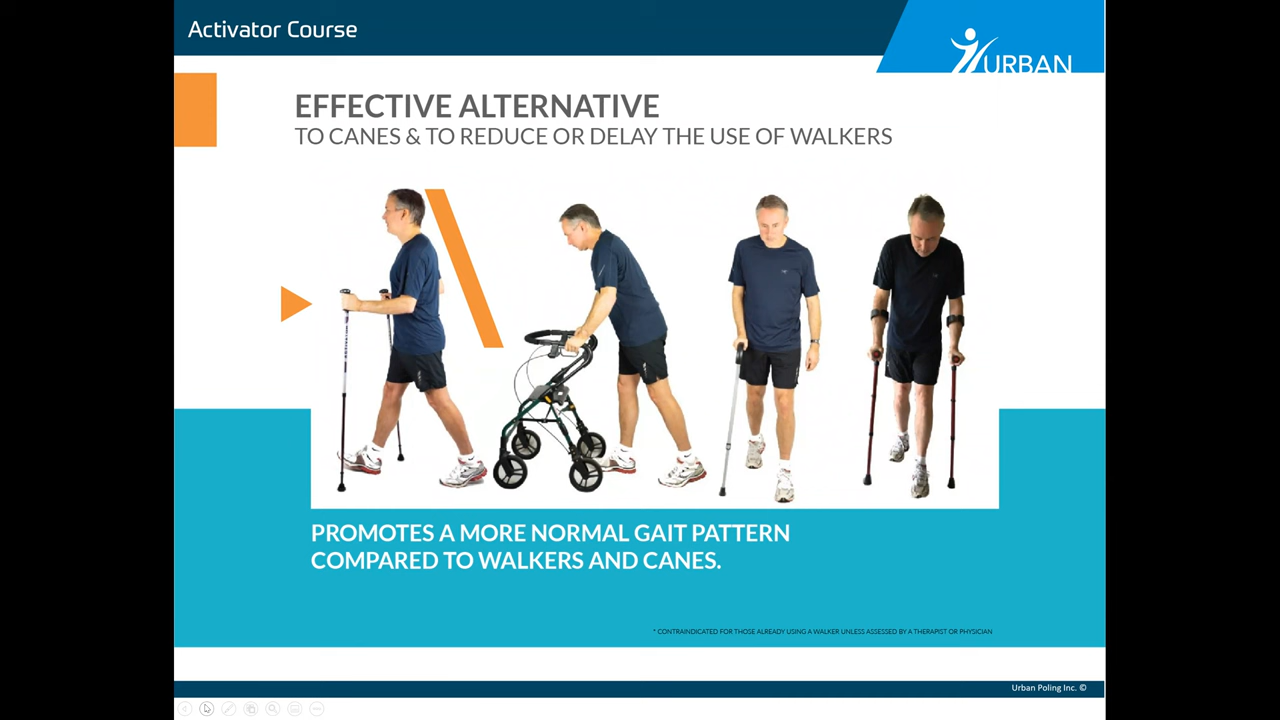 Activator Course
URBAN
EFFECTIVE ALTERNATIVE
TO CANES & TO REDUCE OR DELAY THE USE OF WALKERS
PROMOTES A MORE NORMAL GAIT PATTERN
COMPARED TO WALKERS AND CANES.
* CONTRAINDICATED FOR THOSE ALREADY USING A WALKER UNLESS ASSESSED BY A THERAPIST OR PHYSICIAN
Urban Poling Inc. ©